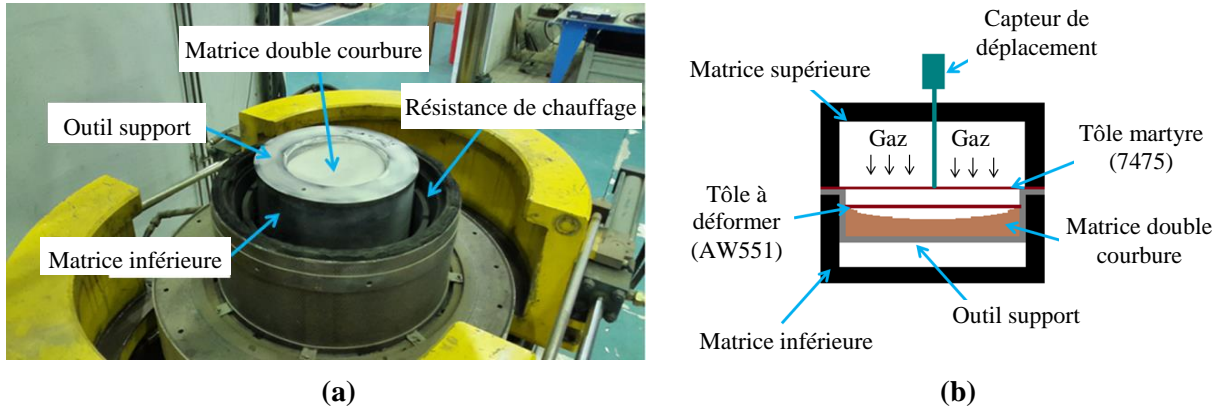 Matrice double courbure
Outil support
Résistance de chauffage
Matrice inférieure
(a)
Capteur de
déplacement
Matrice supérieure
Gaz
Gaz
Tôle martyre
(7475)
Tôle à
déformer
(AW551)
Matrice double
courbure
Outil support
Matrice inférieure
(b)